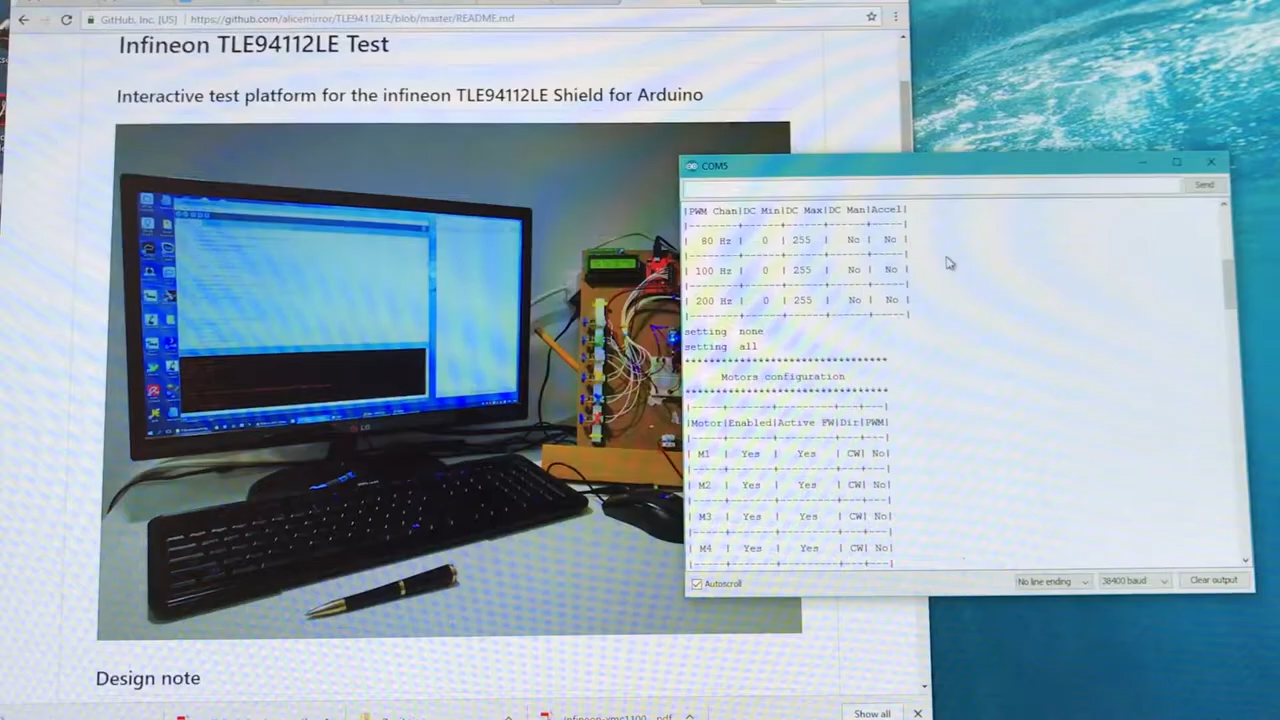 GitHub, Inc. [US]
https://github.com/alicemirror/TLE94112LE/blob/master/README.md
Infineon TLE94112LE Test
Interactive test platform for the infineon TLE94112LE Shield for Arduino
LG
COM5
Send
|PWM Chan|DC Min|DC Max|DC Man|Accel|
|--------+------+------+------+-----|
| 80 Hz | 0 | 255 | No | No |
|--------+------+------+------+-----|
| 100 Hz | 0 | 255 | No | No |
|--------+------+------+------+-----|
| 200 Hz | 0 | 255 | No | No |
|--------+------+------+------+-----|
setting none
setting all
*********************************
Motors configuration
*********************************
|-----+-------+---------+---+---|
|Motor|Enabled|Active FW|Dir|PWM|
|-----+-------+---------+---+---|
| M1 | Yes | Yes | CW| No|
|-----+-------+---------+---+---|
| M2 | Yes | Yes | CW| No|
|-----+-------+---------+---+---|
| M3 | Yes | Yes | CW| No|
|-----+-------+---------+---+---|
| M4 | Yes | Yes | CW| No|
|-----+-------+---------+---+---|
Autoscroll
No line ending
38400 baud
Clear output
Design note
Show all